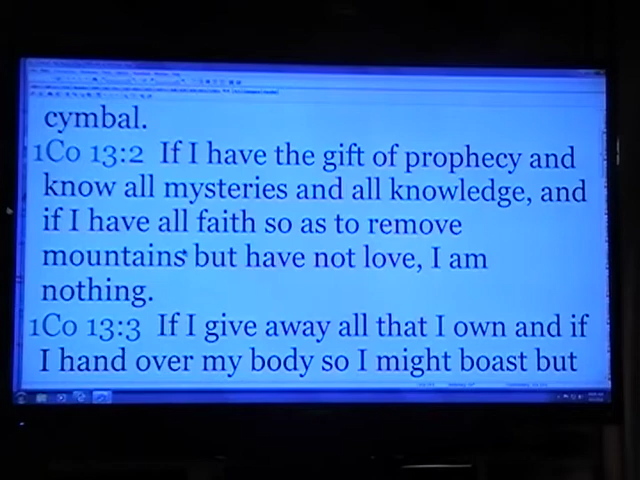 cymbal.
1Co 13:2 If I have the gift of prophecy and
know all mysteries and all knowledge, and
if I have all faith so as to remove
mountains but have not love, I am
nothing.
1Co 13:3 If I give away all that I own and if
I hand over my body so I might boast but